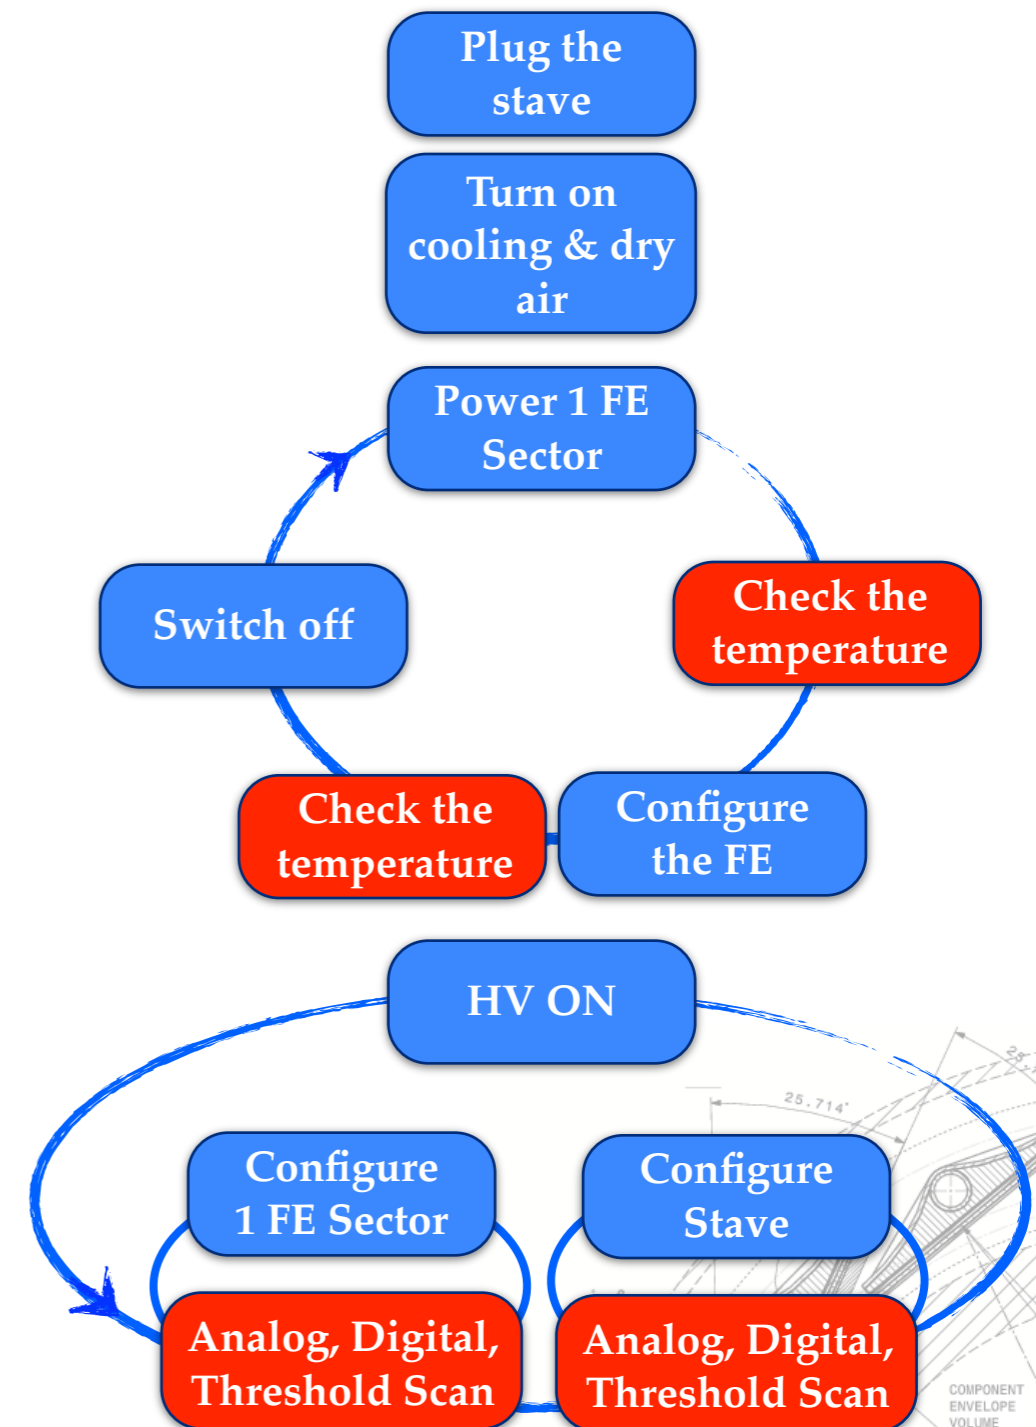 Plug the
stave
Turn on
cooling & dry
air
Power 1 FE
Sector
Switch off
Check the
temperature
Check the
temperature
Configure
the FE
HV ON
25.714°
Configure
1 FE Sector
Configure
Stave
Analog, Digital,
Threshold Scan
Analog, Digital,
Threshold Scan
COMPONENT
ENVELOPE
VOLUME